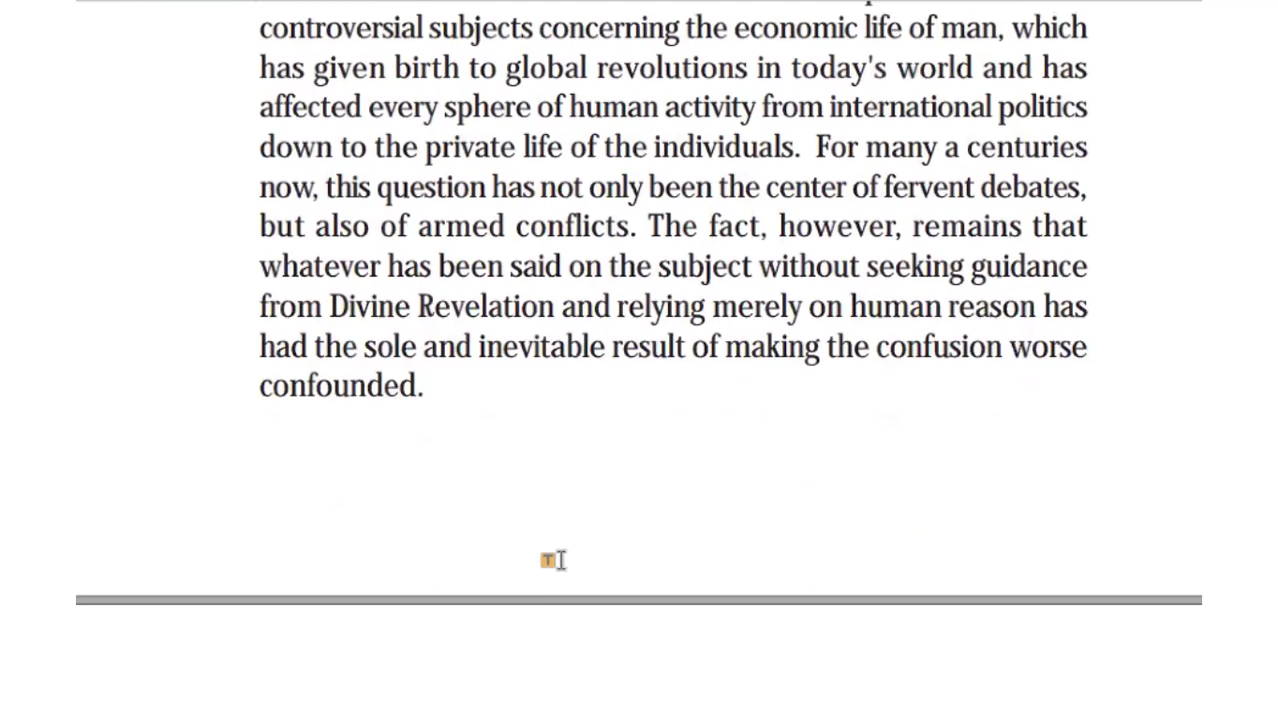 controversial subjects concerning the economic life of man, which
has given birth to global revolutions in today's world and has
affected every sphere of human activity from international politics
down to the private life of the individuals.  For many a centuries
now, this question has not only been the center of fervent debates,
but also of armed conflicts. The fact, however, remains that
whatever has been said on the subject without seeking guidance
from Divine Revelation and relying merely on human reason has
had the sole and inevitable result of making the confusion worse
confounded.
T